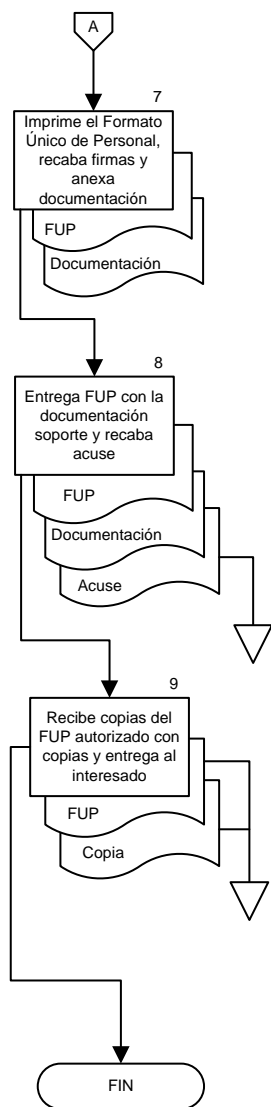 A
7
Imprime el Formato
Único de Personal,
recaba firmas y
anexa
documentación
FUP
Documentación
8
Entrega FUP con la
documentación
soporte y recaba
acuse
FUP
Documentación
Acuse
9
Recibe copias del
FUP autorizado con
copias y entrega al
interesado
FUP
Copia
FIN